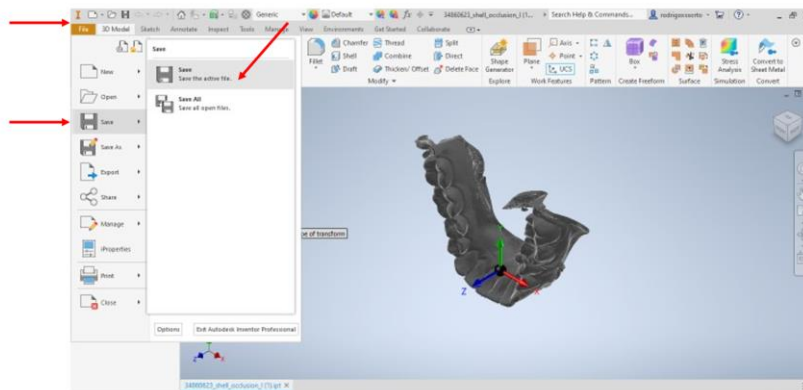 Generic
Default
34860623_shell_occlusion_l (1)...
Search Help & Commands...
File 3D Model Sketch Annotate Inspect Tools Manage View Environments Get Started Collaborate
New
Open
Save
Save As
Export
Share
Manage
iProperties
Print
Close
Save
Save
Save the active file.
Save All
Save all open files.
Options
Exit Autodesk Inventor Professional
Fillet
Chamfer Thread Split
Shell Combine Direct
Draft Thicken/ Offset Delete Face
Modify
Shape Generator
Explore
Plane
Axis
Point
UCS
Work Features
Pattern
Box
Create Freeform
Surface
Stress Analysis
Simulation
Convert to Sheet Metal
Convert
pe of transform
Z
X
34860623_shell_occlusion_l (1).ipt